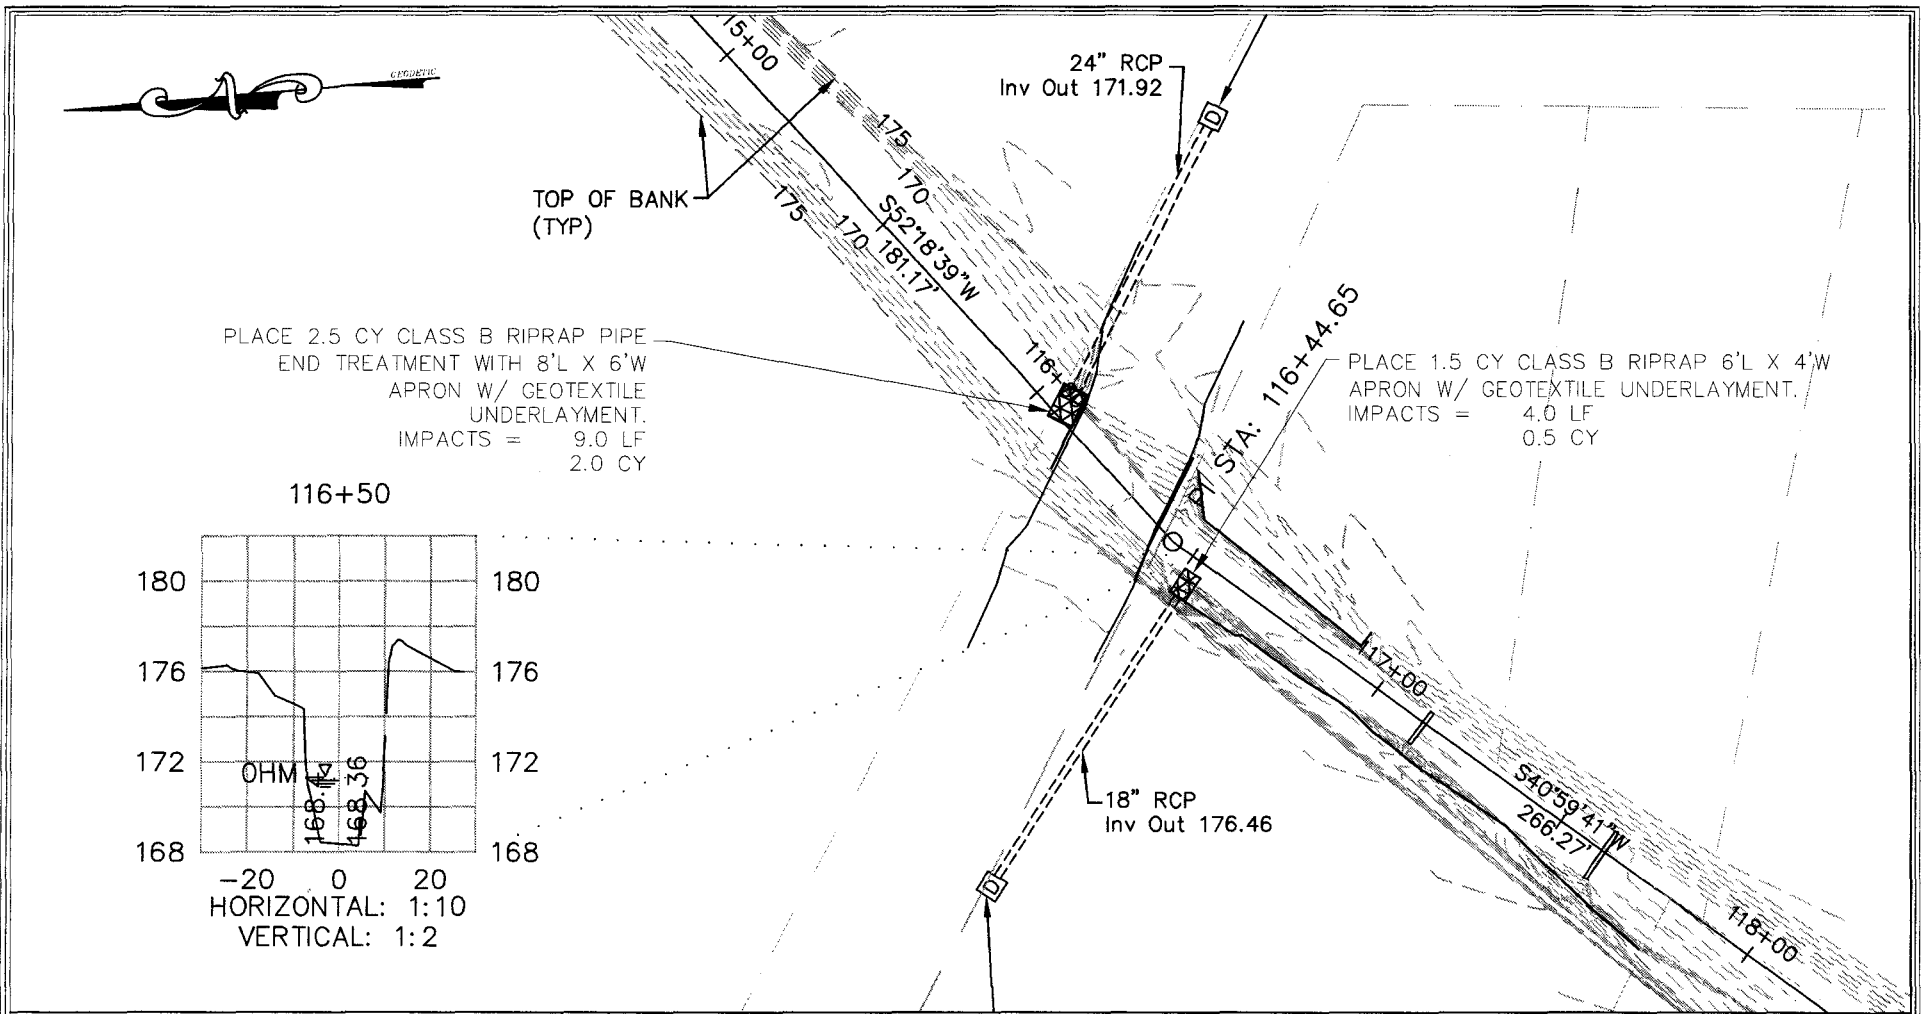 GEODETIC
15+00
24" RCP
Inv Out 171.92
D
175
170
TOP OF BANK
(TYP)
175
170
S52°18'39"W
181.17'
PLACE 2.5 CY CLASS B RIPRAP PIPE
END TREATMENT WITH 8'L X 6'W
APRON W/ GEOTEXTILE
UNDERLAYMENT.
IMPACTS = 9.0 LF
2.0 CY
116+
PI STA: 116+44.65
PLACE 1.5 CY CLASS B RIPRAP 6'L X 4'W
APRON W/ GEOTEXTILE UNDERLAYMENT.
IMPACTS = 4.0 LF
0.5 CY
116+50
180 180
176 176
172 172
OHM
168.36
168 168
-20 0 20
HORIZONTAL: 1:10
VERTICAL: 1:2
117+00
18" RCP
Inv Out 176.46
D
S40°59'41"W
266.27'
118+00